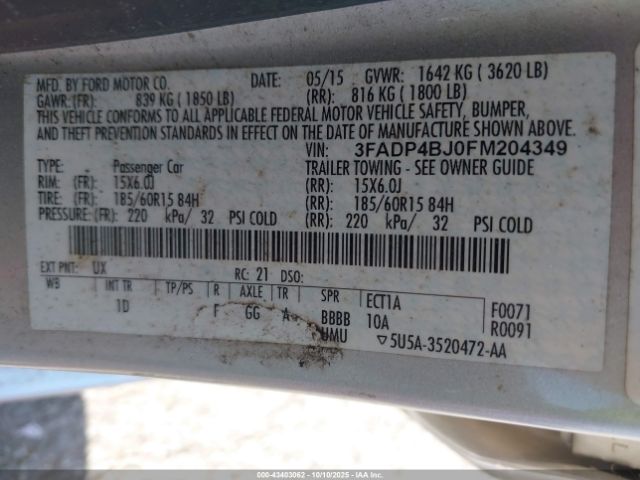 MFD. BY FORD MOTOR CO. DATE: 05/15 GVWR: 1642 KG ( 3620 LB)
GAWR:(FR): 839 KG ( 1850 LB) (RR): 816 KG ( 1800 LB)
THIS VEHICLE CONFORMS TO ALL APPLICABLE FEDERAL MOTOR VEHICLE SAFETY, BUMPER,
AND THEFT PREVENTION STANDARDS IN EFFECT ON THE DATE OF MANUFACTURE SHOWN ABOVE.
VIN: 3FADP4BJ0FM204349
TYPE: Passenger Car TRAILER TOWING - SEE OWNER GUIDE
RIM: (FR) 15X6.0J (RR): 15X6.0J
TIRE: (FR) 185/60R15 84H (RR): 185/60R15 84H
PRESSURE: (FR) 220 kPa/ 32 PSI COLD (RR): 220 kPa/ 32 PSI COLD
EXT PNT: UX RC: 21 DSO:
WB INT TR TP/PS R AXLE TR SPR ECT1A F0071
1D F GG A BBBB 10A R0091
UMU ▽5U5A-3520472-AA
000-43403062 - 10/10/2025 - IAAI.com